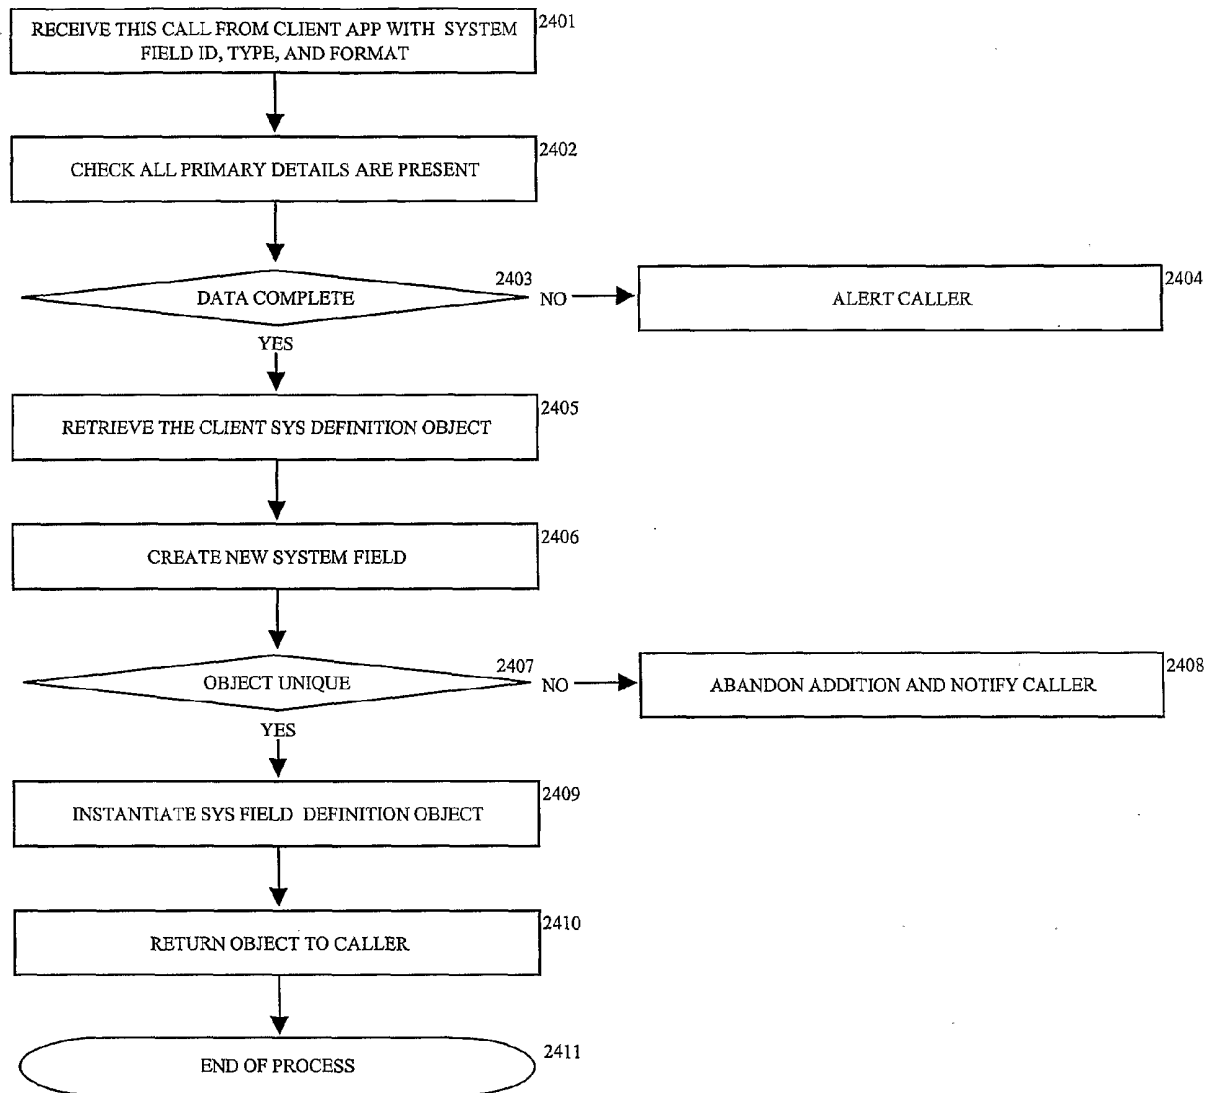 RECEIVE THIS CALL FROM CLIENT APP WITH SYSTEM
FIELD ID, TYPE, AND FORMAT
2401
CHECK ALL PRIMARY DETAILS ARE PRESENT
2402
DATA COMPLETE
2403
NO
ALERT CALLER
2404
YES
RETRIEVE THE CLIENT SYS DEFINITION OBJECT
2405
CREATE NEW SYSTEM FIELD
2406
OBJECT UNIQUE
2407
NO
ABANDON ADDITION AND NOTIFY CALLER
2408
YES
INSTANTIATE SYS FIELD DEFINITION OBJECT
2409
RETURN OBJECT TO CALLER
2410
END OF PROCESS
2411